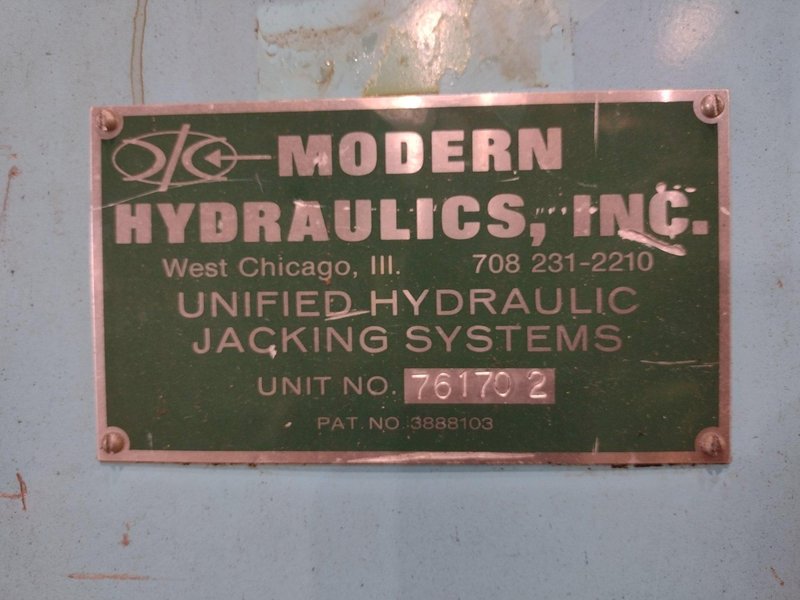 MODERN
HYDRAULICS, INC.
West Chicago, Ill. 708 231-2210
UNIFIED HYDRAULIC
JACKING SYSTEMS
UNIT NO. 76170 2
PAT NO 3888103